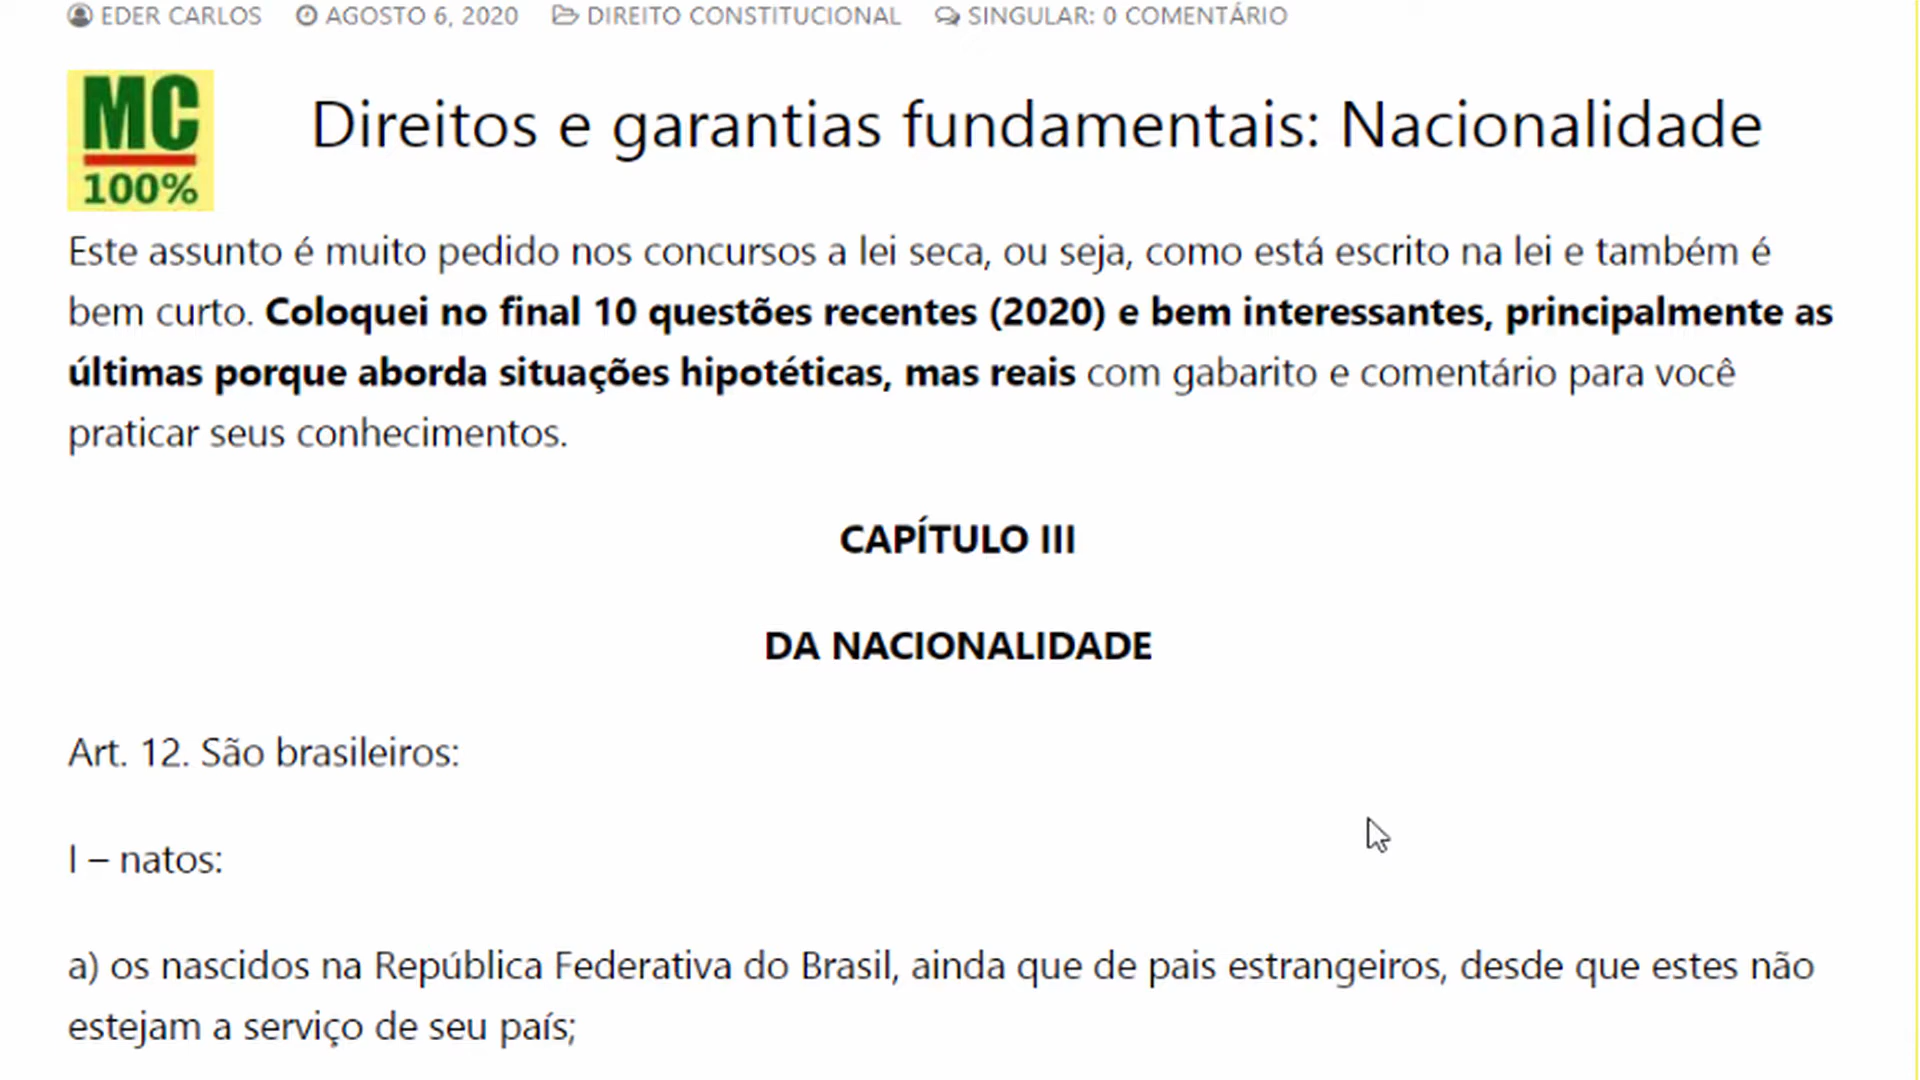 EDER CARLOS AGOSTO 6, 2020 DIREITO CONSTITUCIONAL SINGULAR: 0 COMENTÁRIO
MC
100%
Direitos e garantias fundamentais: Nacionalidade
Este assunto é muito pedido nos concursos a lei seca, ou seja, como está escrito na lei e também é
bem curto. Coloquei no final 10 questões recentes (2020) e bem interessantes, principalmente as
últimas porque aborda situações hipotéticas, mas reais com gabarito e comentário para você
praticar seus conhecimentos.
CAPÍTULO III
DA NACIONALIDADE
Art. 12. São brasileiros:
I – natos:
a) os nascidos na República Federativa do Brasil, ainda que de pais estrangeiros, desde que estes não
estejam a serviço de seu país;